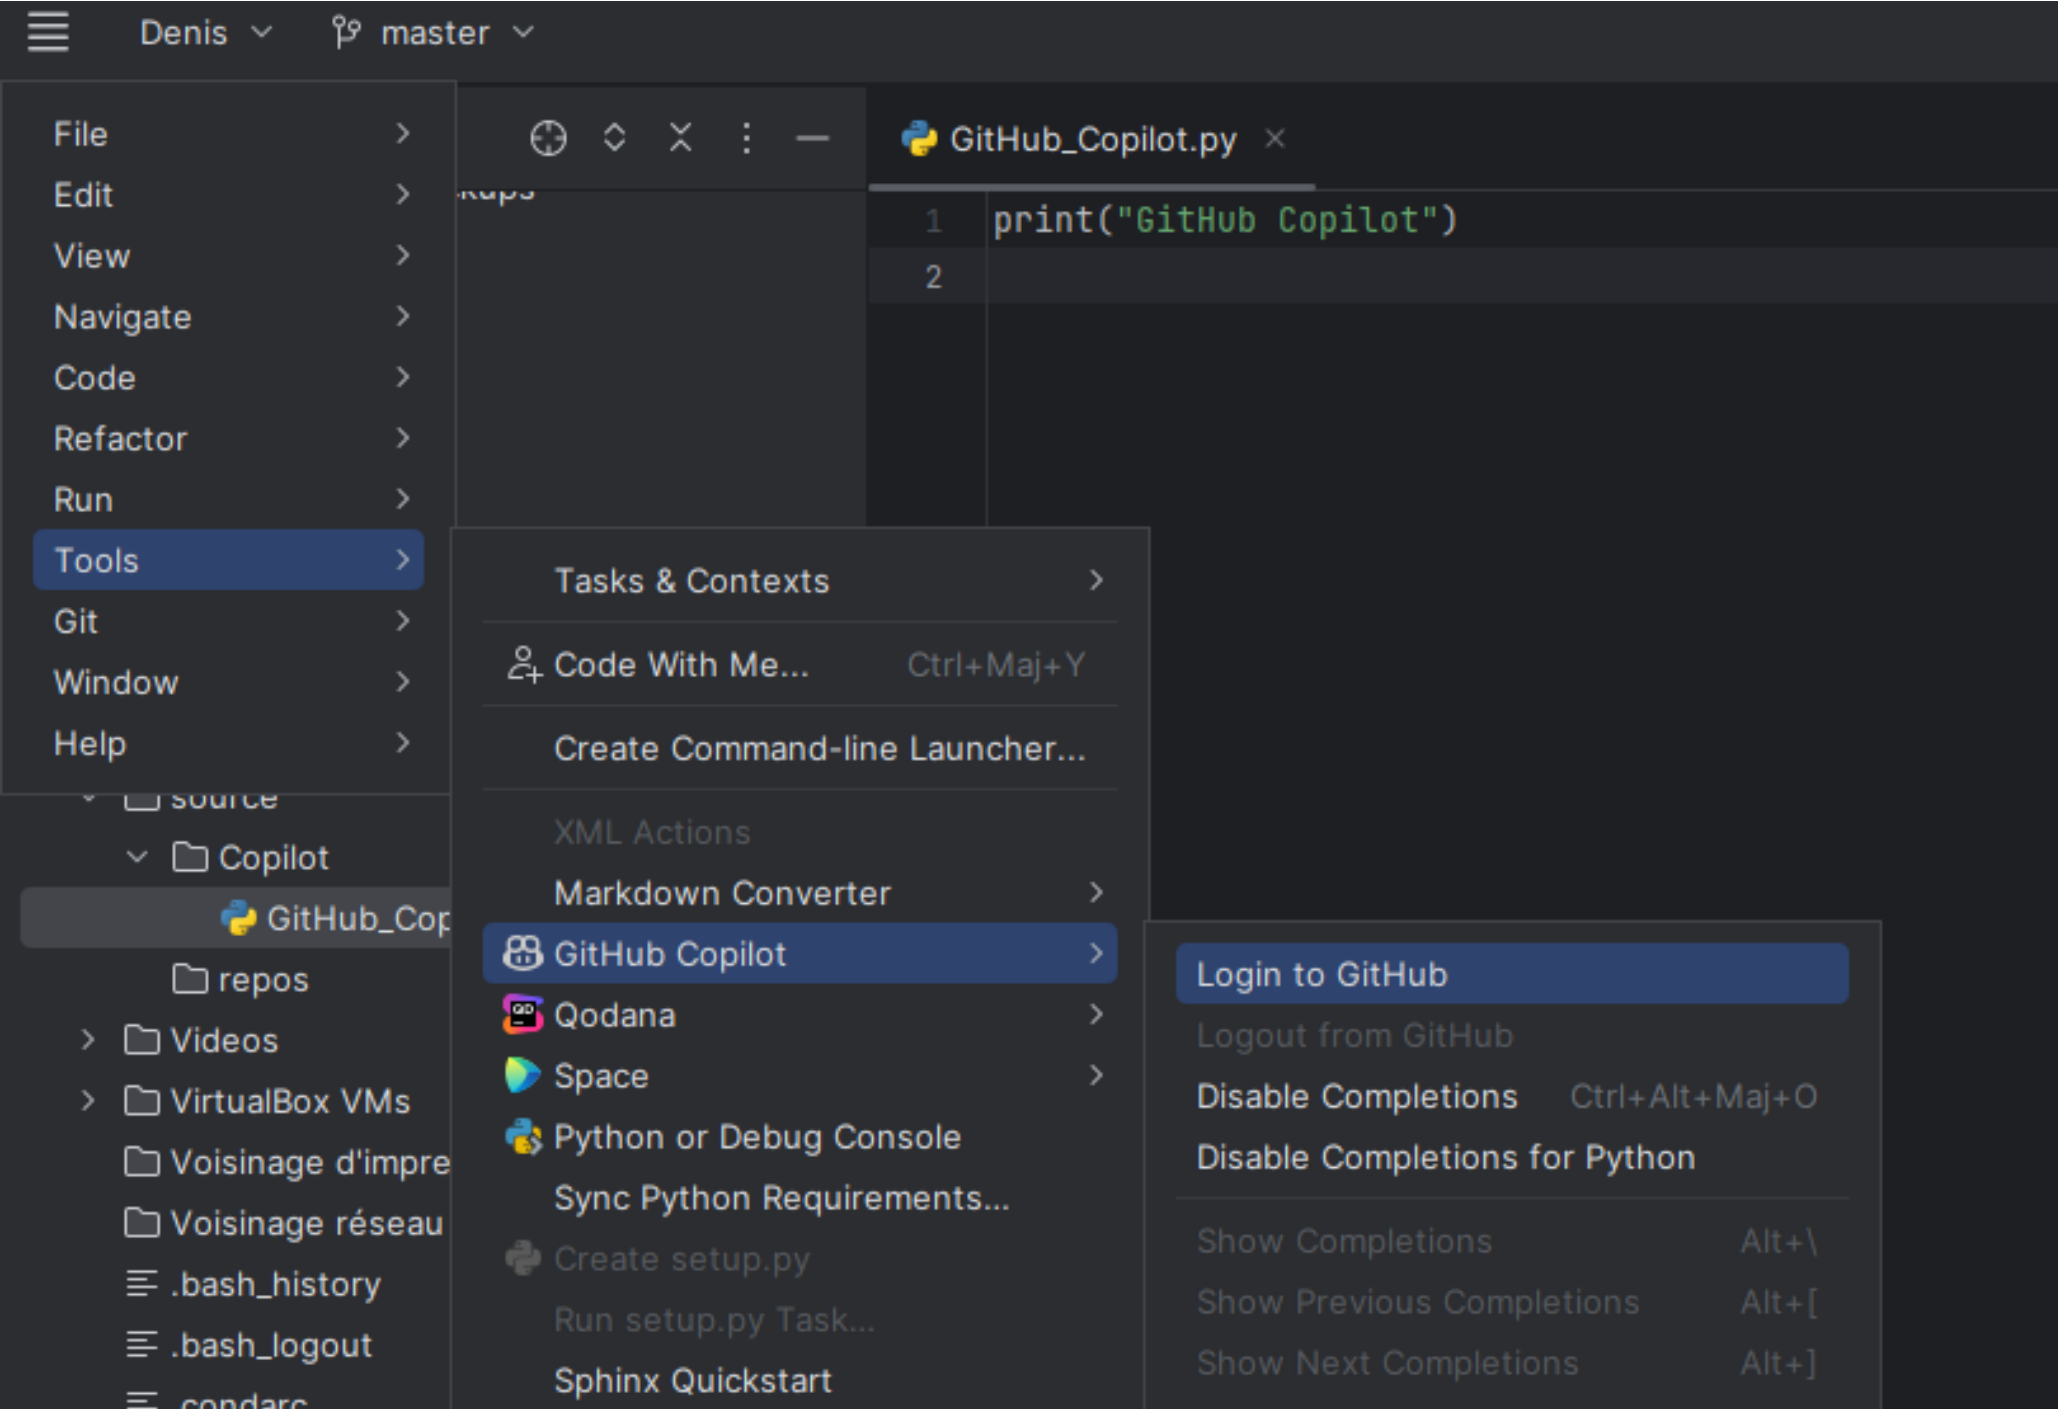 Denis master
File
Edit
View
Navigate
Code
Refactor
Run
Tools
Git
Window
Help
GitHub_Copilot.py
1 print("GitHub Copilot")
2
source
Copilot
GitHub_Cop
repos
Videos
VirtualBox VMs
Voisinage d'impre
Voisinage réseau
.bash_history
.bash_logout
.condarc
Tasks & Contexts
Code With Me... Ctrl+Maj+Y
Create Command-line Launcher...
XML Actions
Markdown Converter
GitHub Copilot
Qodana
Space
Python or Debug Console
Sync Python Requirements...
Create setup.py
Run setup.py Task...
Sphinx Quickstart
Login to GitHub
Logout from GitHub
Disable Completions Ctrl+Alt+Maj+O
Disable Completions for Python
Show Completions Alt+\
Show Previous Completions Alt+[
Show Next Completions Alt+]